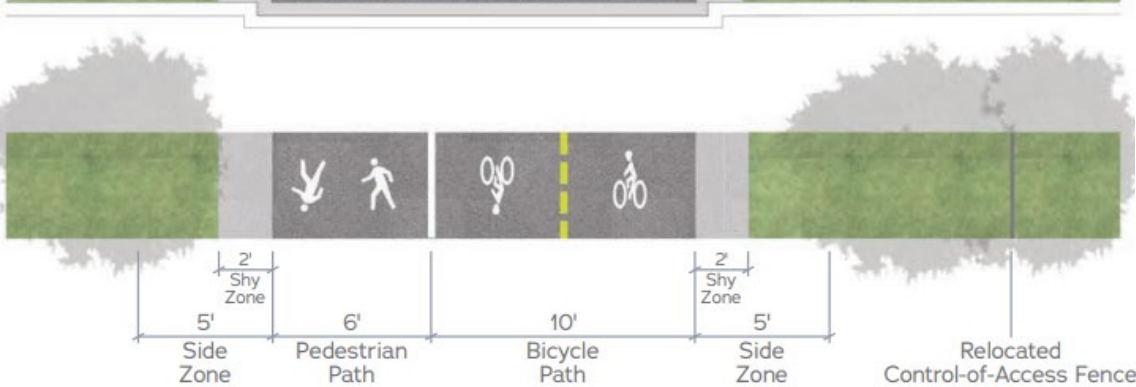 2'
Shy
Zone
2'
Shy
Zone
5'
Side
Zone
6'
Pedestrian
Path
10'
Bicycle
Path
5'
Side
Zone
Relocated
Control-of-Access Fence